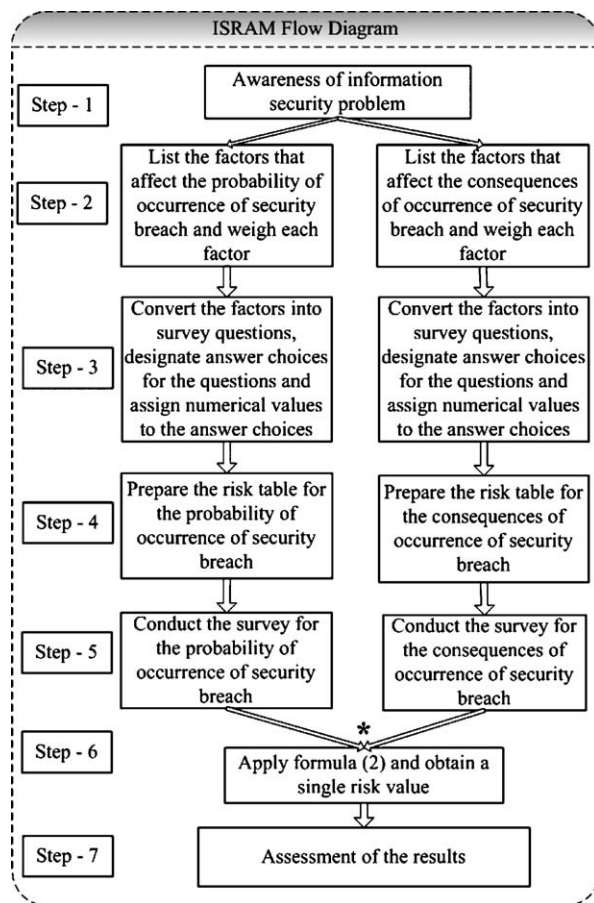 ISRAM Flow Diagram
Step - 1
Awareness of information
security problem
Step - 2
List the factors that
affect the probability of
occurrence of security
breach and weigh each
factor
List the factors that
affect the consequences
of occurrence of security
breach and weigh each
factor
Step - 3
Convert the factors into
survey questions,
designate answer choices
for the questions and
assign numerical values
to the answer choices
Convert the factors into
survey questions,
designate answer choices
for the questions and
assign numerical values
to the answer choices
Step - 4
Prepare the risk table for
the probability of
occurrence of security
breach
Prepare the risk table for
the consequences of
occurrence of security
breach
Step - 5
Conduct the survey for
the probability of
occurrence of security
breach
Conduct the survey for
the consequences of
occurrence of security
breach
*
Step - 6
Apply formula (2) and obtain a
single risk value
Step - 7
Assessment of the results